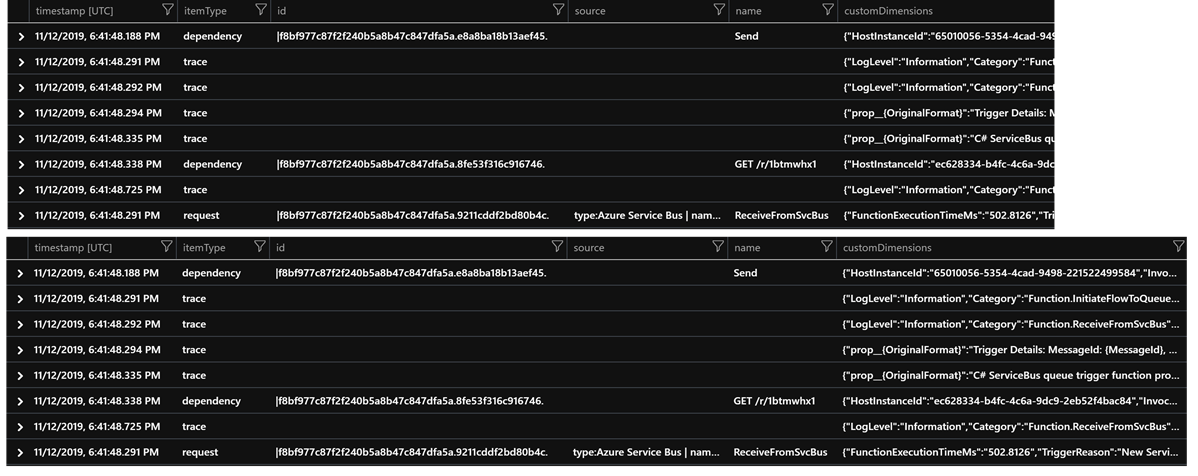 timestamp [UTC] itemType id source name customDimensions
11/12/2019, 6:41:48.188 PM dependency |f8bf977c87f2f240b5a8b47c847dfa5a.e8a8ba18b13aef45. Send {"HostInstanceId":"65010056-5354-4cad-949
11/12/2019, 6:41:48.291 PM trace {"LogLevel":"Information","Category":"Func
11/12/2019, 6:41:48.292 PM trace {"LogLevel":"Information","Category":"Func
11/12/2019, 6:41:48.294 PM trace {"prop__{OriginalFormat}":"Trigger Details: M
11/12/2019, 6:41:48.335 PM trace {"prop__{OriginalFormat}":"C# ServiceBus qu
11/12/2019, 6:41:48.338 PM dependency |f8bf977c87f2f240b5a8b47c847dfa5a.8fe53f316c916746. GET /r/1btmwhx1 {"HostInstanceId":"ec628334-b4fc-4c6a-9dc
11/12/2019, 6:41:48.725 PM trace {"LogLevel":"Information","Category":"Func
11/12/2019, 6:41:48.291 PM request |f8bf977c87f2f240b5a8b47c847dfa5a.9211cddf2bd80b4c. type:Azure Service Bus | nam... ReceiveFromSvcBus {"FunctionExecutionTimeMs":"502.8126","Tri
timestamp [UTC] itemType id source name customDimensions
11/12/2019, 6:41:48.188 PM dependency |f8bf977c87f2f240b5a8b47c847dfa5a.e8a8ba18b13aef45. Send {"HostInstanceId":"65010056-5354-4cad-9498-221522499584","Invo...
11/12/2019, 6:41:48.291 PM trace {"LogLevel":"Information","Category":"Function.InitiateFlowToQueue...
11/12/2019, 6:41:48.292 PM trace {"LogLevel":"Information","Category":"Function.ReceiveFromSvcBus"...
11/12/2019, 6:41:48.294 PM trace {"prop__{OriginalFormat}":"Trigger Details: MessageId: {MessageId}, ...
11/12/2019, 6:41:48.335 PM trace {"prop__{OriginalFormat}":"C# ServiceBus queue trigger function pro...
11/12/2019, 6:41:48.338 PM dependency |f8bf977c87f2f240b5a8b47c847dfa5a.8fe53f316c916746. GET /r/1btmwhx1 {"HostInstanceId":"ec628334-b4fc-4c6a-9dc9-2eb52f4bac84","Invoc...
11/12/2019, 6:41:48.725 PM trace {"LogLevel":"Information","Category":"Function.ReceiveFromSvcBus"...
11/12/2019, 6:41:48.291 PM request |f8bf977c87f2f240b5a8b47c847dfa5a.9211cddf2bd80b4c. type:Azure Service Bus | nam... ReceiveFromSvcBus {"FunctionExecutionTimeMs":"502.8126","TriggerReason":"New Servi...